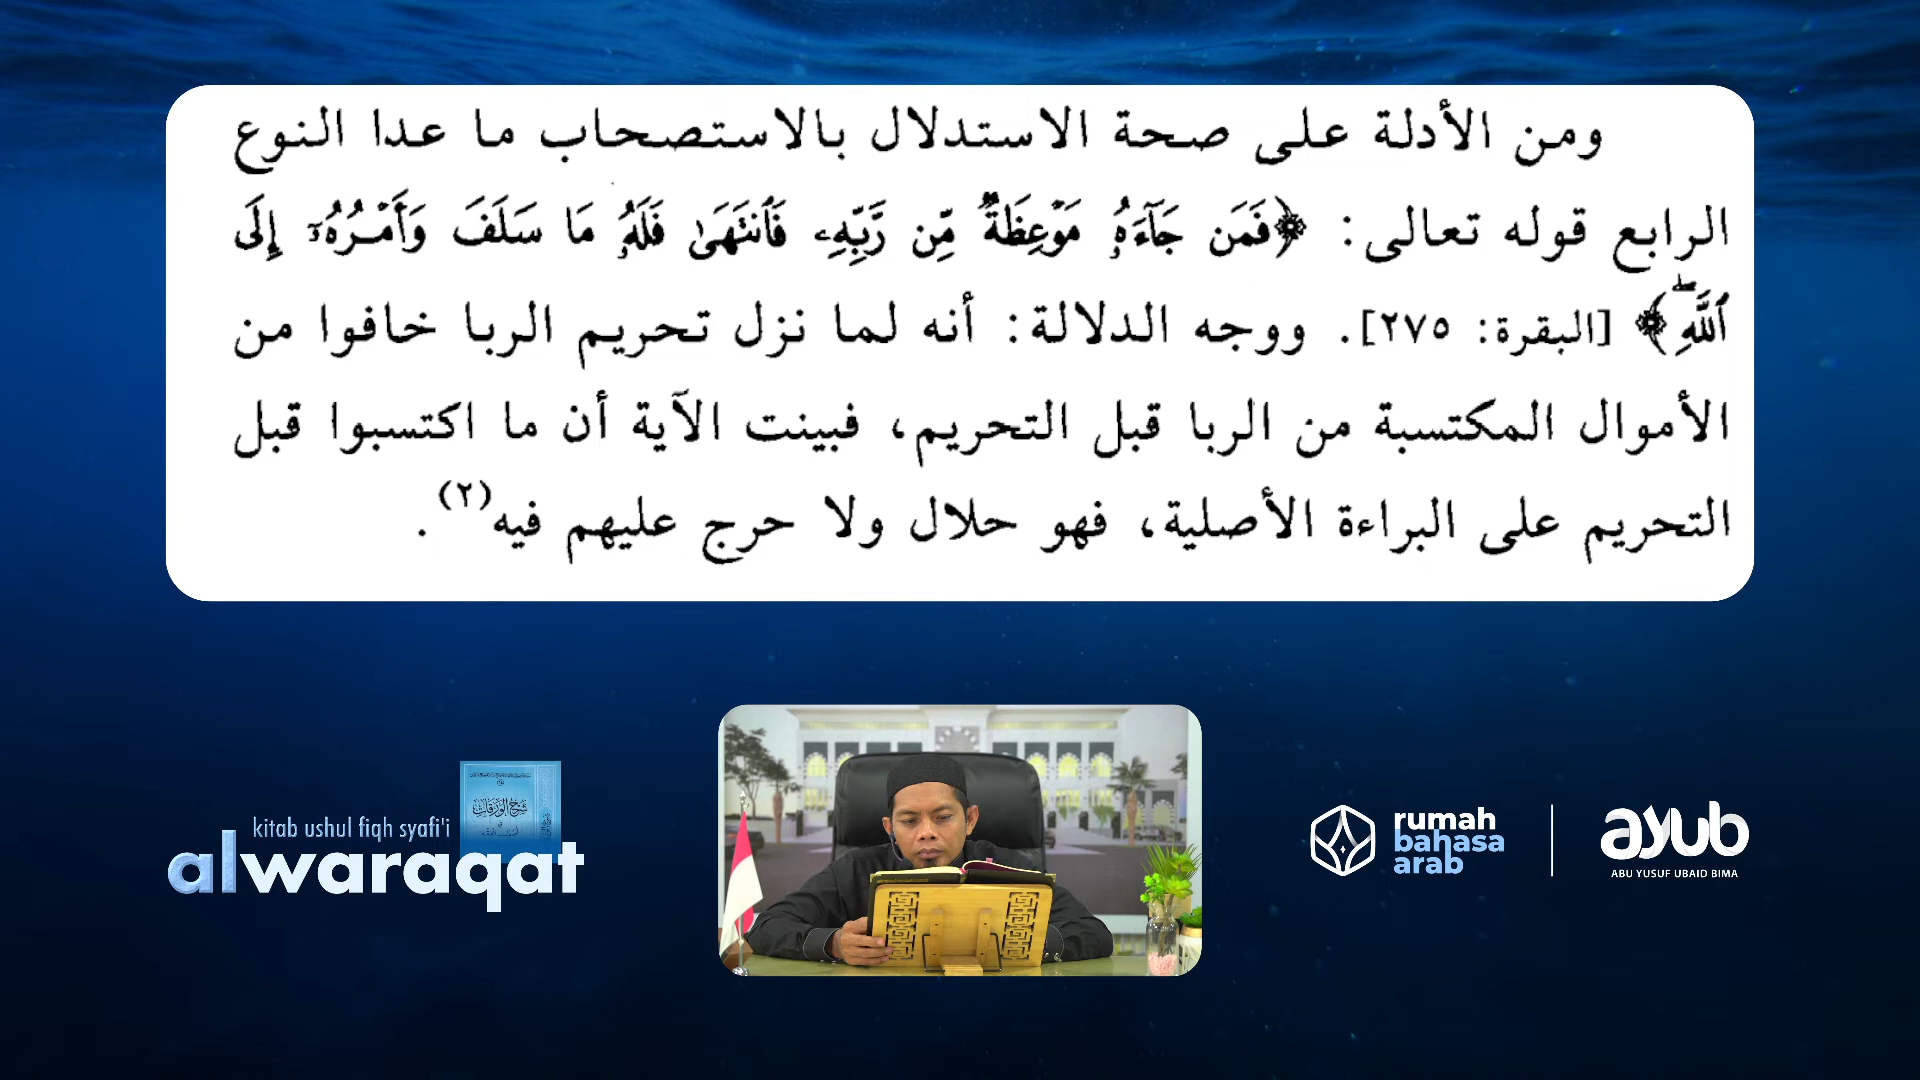 ومن الأدلة على صحة الاستدلال بالاستصحاب ما عدا النوع
الرابع قوله تعالى: ﴿فَمَن جَآءَهُۥ مَوْعِظَةٌ مِّن رَّبِّهِۦ فَٱنتَهَىٰ فَلَهُۥ مَا سَلَفَ وَأَمْرُهُۥٓ إِلَى
ٱللَّهِۖ﴾ [البقرة: ٢٧٥]. ووجه الدلالة: أنه لما نزل تحريم الربا خافوا من
الأموال المكتسبة من الربا قبل التحريم، فبينت الآية أن ما اكتسبوا قبل
التحريم على البراءة الأصلية، فهو حلال ولا حرج عليهم فيه(٢).
kitab ushul fiqh syafi'i
alwaraqat
شرح الورقات
في
rumah
bahasa
arab
ayub
ABU YUSUF UBAID BIMA